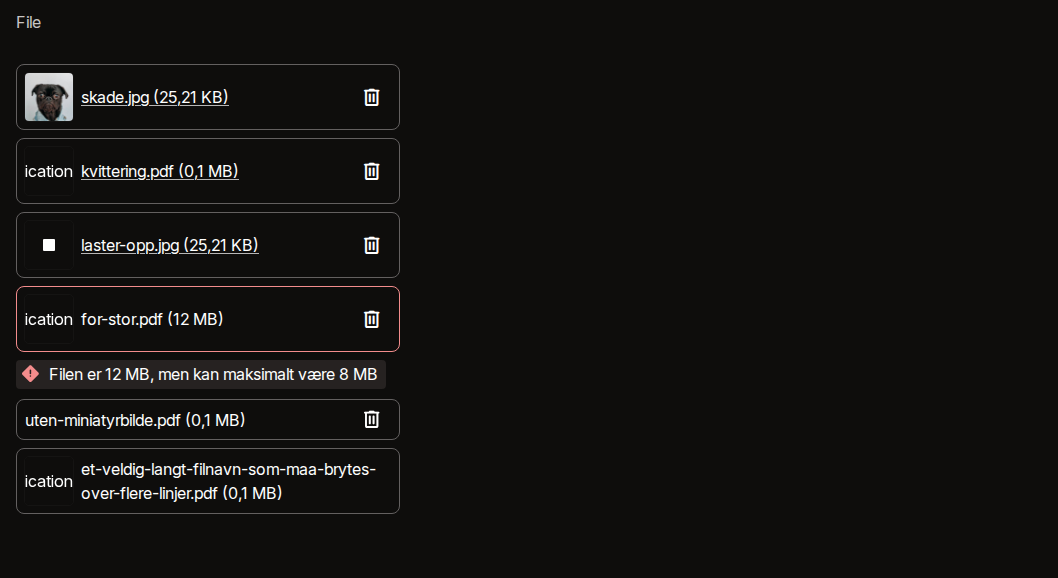 File
skade.jpg (25,21 KB)
ication kvittering.pdf (0,1 MB)
laster-opp.jpg (25,21 KB)
ication for-stor.pdf (12 MB)
Filen er 12 MB, men kan maksimalt være 8 MB
uten-miniatyrbilde.pdf (0,1 MB)
ication et-veldig-langt-filnavn-som-maa-brytes-
over-flere-linjer.pdf (0,1 MB)